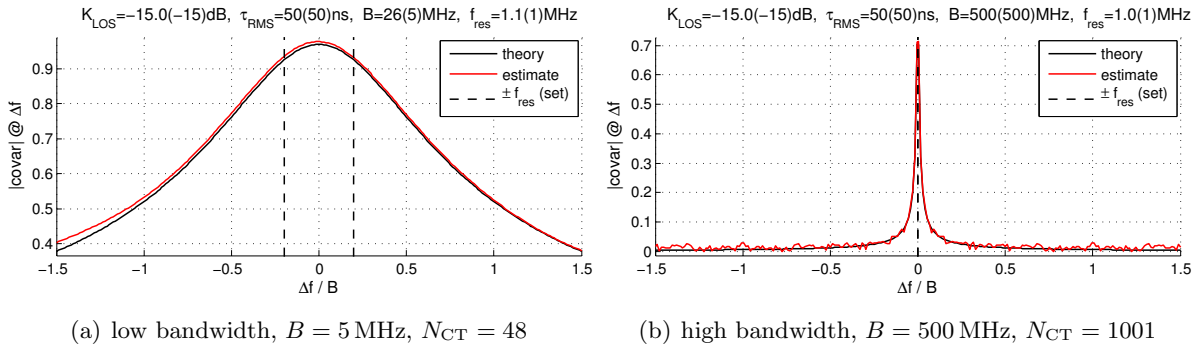 K_LOS=−15.0(−15)dB, τ_RMS=50(50)ns, B=26(5)MHz, f_res=1.1(1)MHz
theory
estimate
± f_res (set)
|covar| @ Δf
0.9
0.8
0.7
0.6
0.5
0.4
−1.5 −1 −0.5 0 0.5 1 1.5
Δf / B
(a) low bandwidth, B = 5 MHz, N_CT = 48
K_LOS=−15.0(−15)dB, τ_RMS=50(50)ns, B=500(500)MHz, f_res=1.0(1)MHz
theory
estimate
± f_res (set)
|covar| @ Δf
0.7
0.6
0.5
0.4
0.3
0.2
0.1
0
−1.5 −1 −0.5 0 0.5 1 1.5
Δf / B
(b) high bandwidth, B = 500 MHz, N_CT = 1001